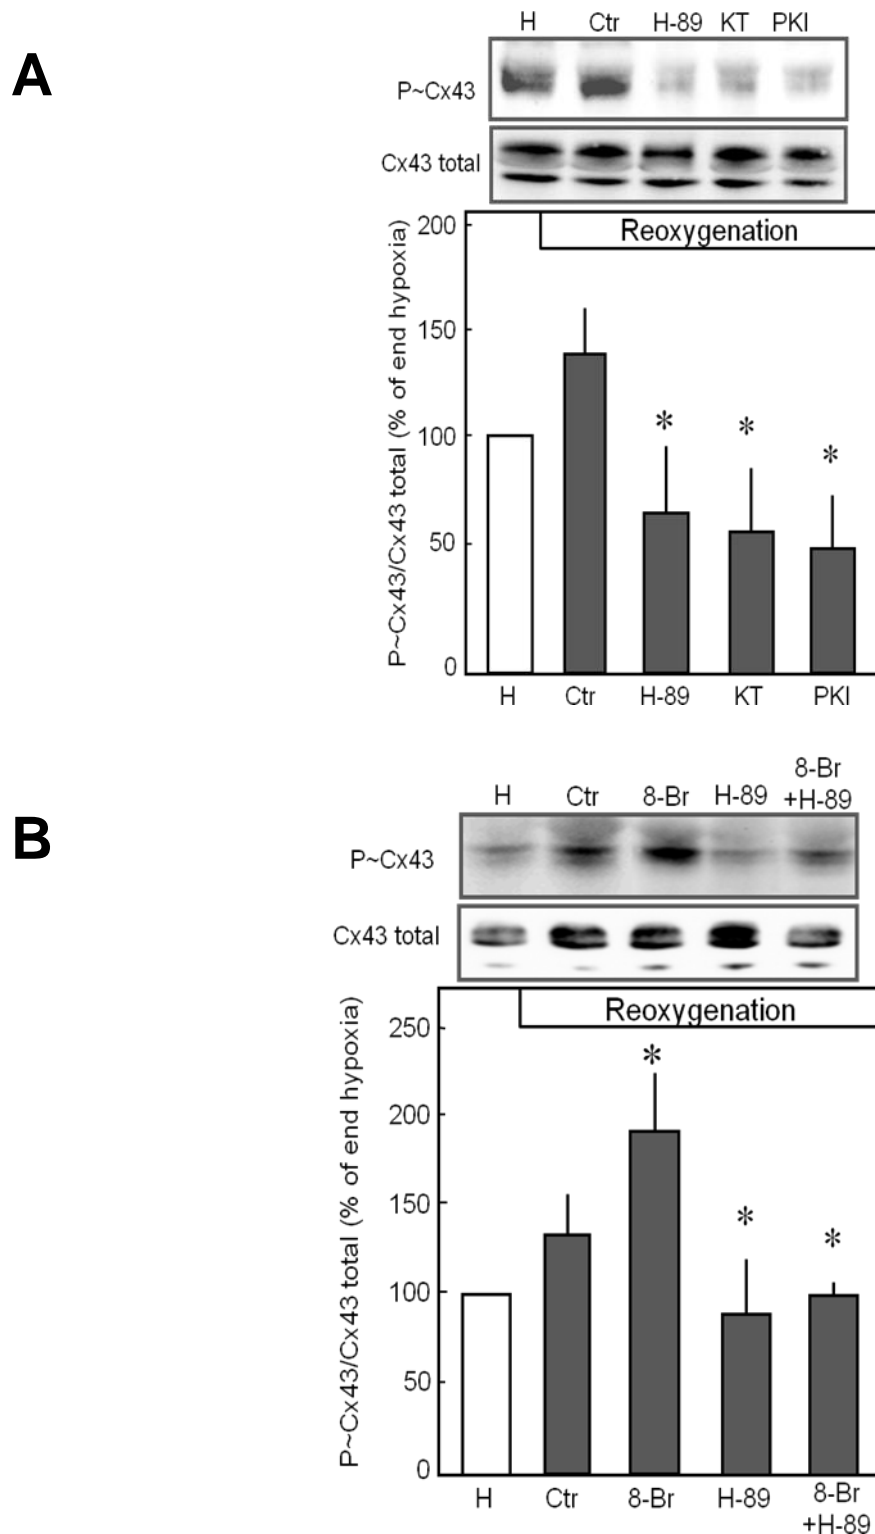 A
H Ctr H-89 KT PKI
P~Cx43
Cx43 total
Reoxygenation
P~Cx43/Cx43 total (% of end hypoxia)
200
150
100
50
0
* * *
H Ctr H-89 KT PKI
B
H Ctr 8-Br H-89 8-Br
+H-89
P~Cx43
Cx43 total
Reoxygenation
P~Cx43/Cx43 total (% of end hypoxia)
250
200
150
100
50
0
* * *
H Ctr 8-Br H-89 8-Br
+H-89